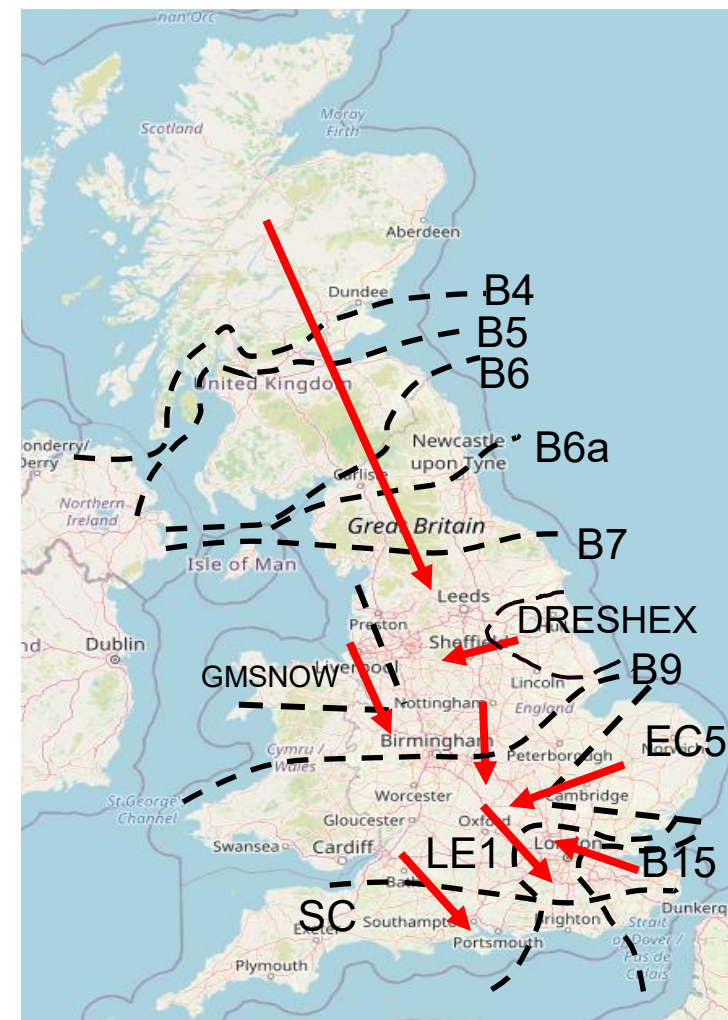 nan Orc
Moray
Firth
Scotland
Aberdeen
Dundee
B4
B5
United Kingdom
B6
onderry/
Derry
Newcastle
upon Tyne
B6a
Carlisle
Northern
Ireland
Great Britain
B7
Isle of Man
Leeds
Preston
DRESHEX
Sheffield
Dublin
Liverpool
GMSNOW
Lincoln
B9
Nottingham
England
Birmingham
EC5
Norwich
Cymru /
Wales
Peterborough
St George's
Channel
Worcester
Cambridge
Gloucester
Oxford
Swansea
Cardiff
LE1
London
B15
Bath
SC
Dunkerq
Exeter
Southampton
Brighton
Strait
of Dover /
Pas de
Calais
Portsmouth
Plymouth